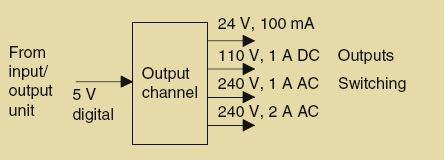 From
input/
output
unit
5 V
digital
Output
channel
24 V, 100 mA
110 V, 1 A DC Outputs
240 V, 1 A AC Switching
240 V, 2 A AC